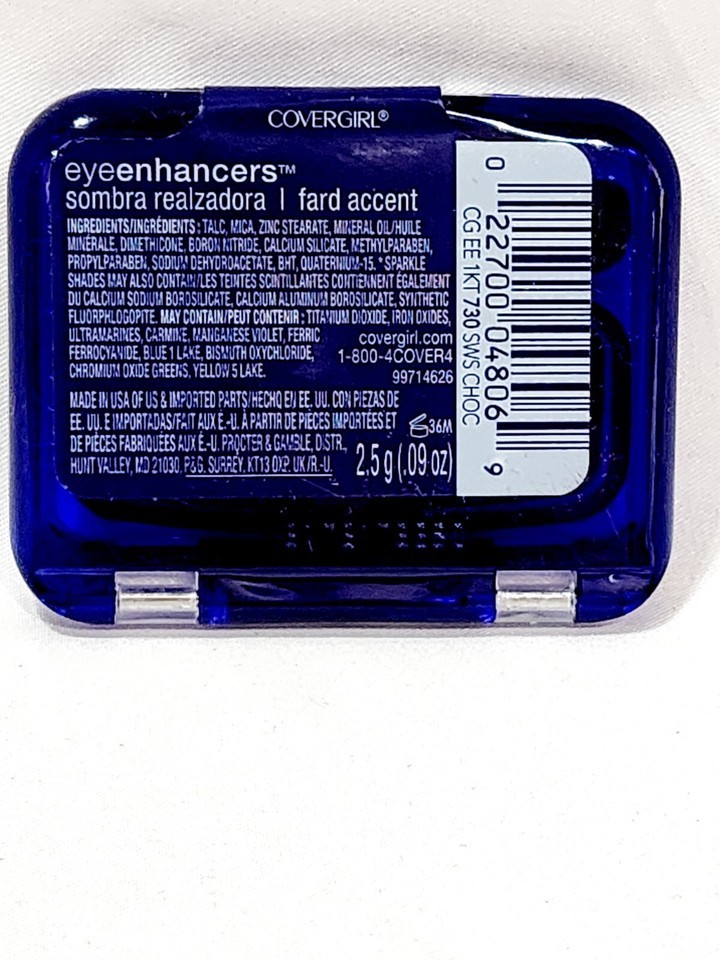 COVERGIRL®
eyeenhancers™
sombra realzadora | fard accent
INGREDIENTS/INGRÉDIENTS : TALC, MICA, ZINC STEARATE, MINERAL OIL/HUILE
MINÉRALE, DIMETHICONE, BORON NITRIDE, CALCIUM SILICATE, METHYLPARABEN,
PROPYLPARABEN, SODIUM DEHYDROACETATE, BHT, QUATERNIUM-15. * SPARKLE
SHADES MAY ALSO CONTAIN/LES TEINTES SCINTILLANTES CONTIENNENT ÉGALEMENT
DU CALCIUM SODIUM BOROSILICATE, CALCIUM ALUMINUM BOROSILICATE, SYNTHETIC
FLUORPHLOGOPITE. MAY CONTAIN/PEUT CONTENIR : TITANIUM DIOXIDE, IRON OXIDES,
ULTRAMARINES, CARMINE, MANGANESE VIOLET, FERRIC
FERROCYANIDE, BLUE 1 LAKE, BISMUTH OXYCHLORIDE,
CHROMIUM OXIDE GREENS, YELLOW 5 LAKE.
covergirl.com
1-800-4COVER4
99714626
MADE IN USA OF US & IMPORTED PARTS/HECHO EN EE. UU. CON PIEZAS DE
EE. UU. E IMPORTADAS/FAIT AUX É.-U. À PARTIR DE PIÈCES IMPORTÉES ET
DE PIÈCES FABRIQUÉES AUX É.-U. PROCTER & GAMBLE, DISTR.,
HUNT VALLEY, MD 21030. P&G, SURREY, KT13 0XP, UK/R.-U.
36M
2.5 g (.09 oz)
0 22700 04806 9
CG EE 1KT 730 SWS CHOC